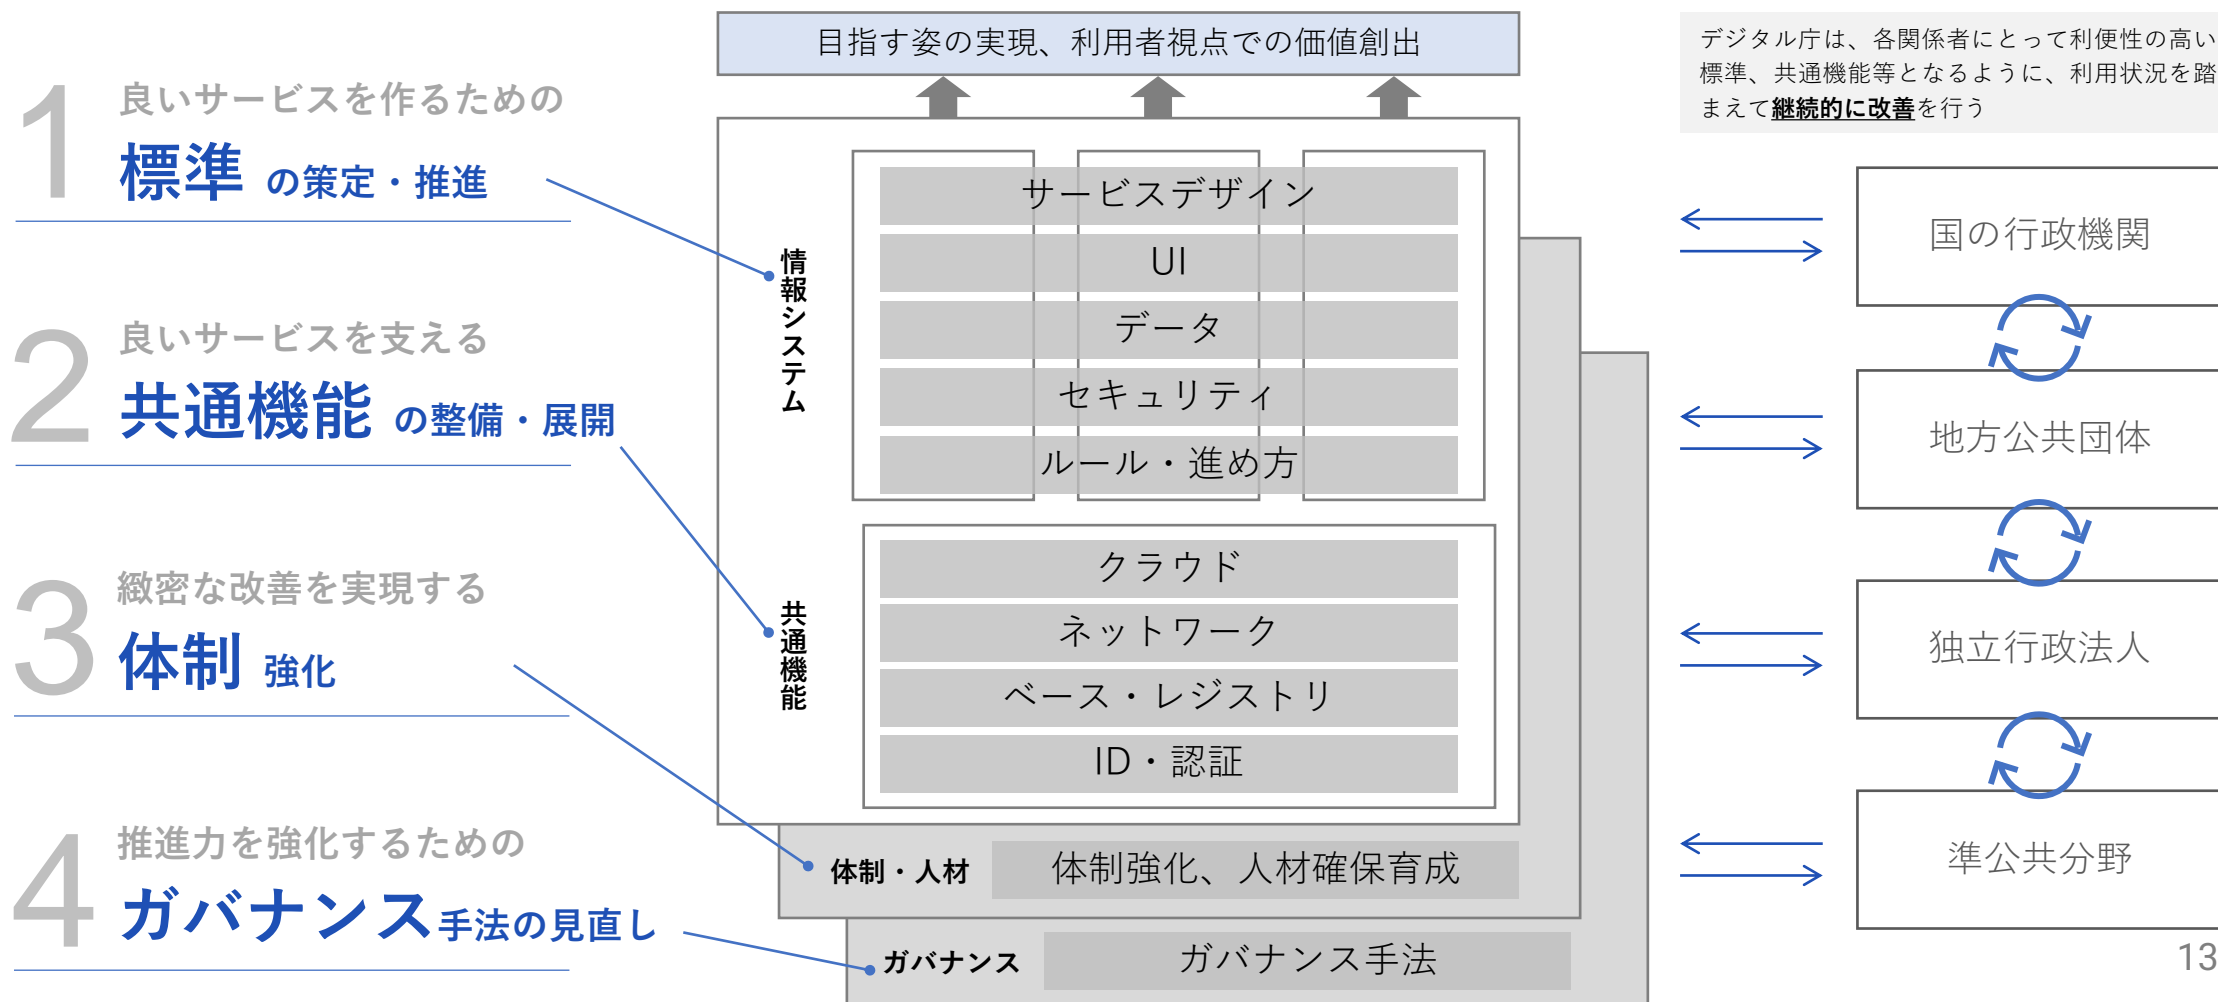 1
良いサービスを作るための
標準 の策定・推進
2
良いサービスを支える
共通機能 の整備・展開
3
緻密な改善を実現する
体制 強化
4
推進力を強化するための
ガバナンス手法の見直し
目指す姿の実現、利用者視点での価値創出
情報システム
サービスデザイン
UI
データ
セキュリティ
ルール・進め方
共通機能
クラウド
ネットワーク
ベース・レジストリ
ID・認証
体制・人材
体制強化、人材確保育成
ガバナンス
ガバナンス手法
デジタル庁は、各関係者にとって利便性の高い
標準、共通機能等となるように、利用状況を踏
まえて継続的に改善を行う
国の行政機関
地方公共団体
独立行政法人
準公共分野
13